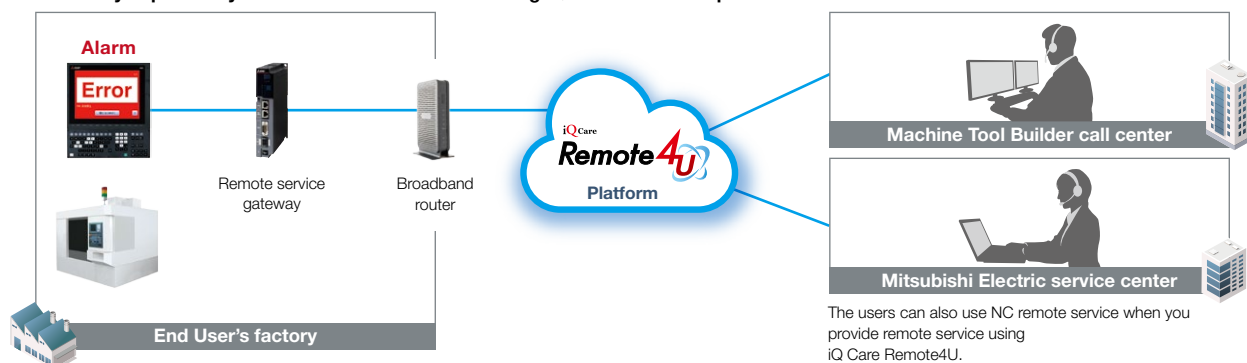 Alarm
Error
Remote service
gateway
Broadband
router
End User's factory
iQ Care
Remote4U
Platform
Machine Tool Builder call center
Mitsubishi Electric service center
The users can also use NC remote service when you
provide remote service using
iQ Care Remote4U.